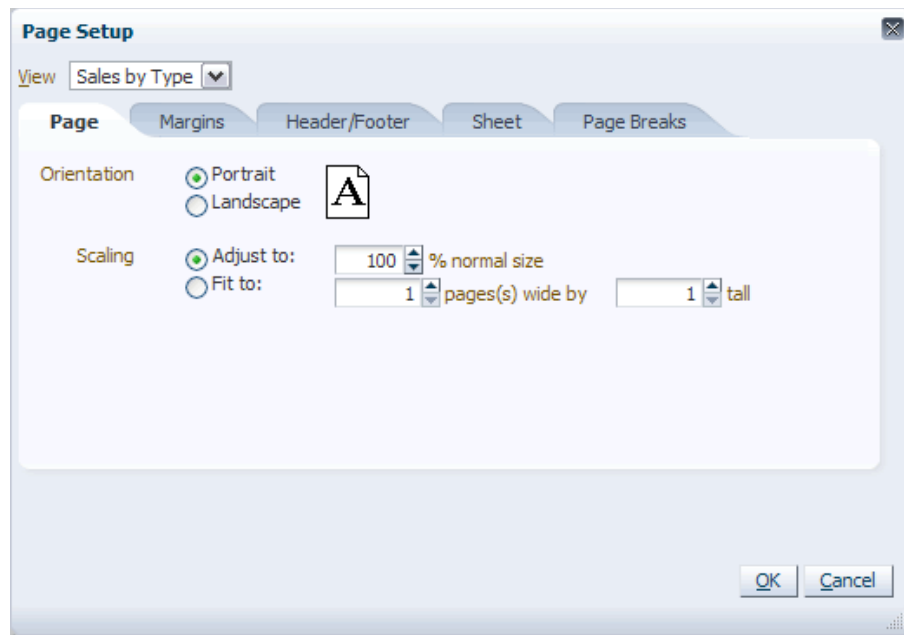 Page Setup
View Sales by Type
Page Margins Header/Footer Sheet Page Breaks
Orientation Portrait
Landscape
A
Scaling Adjust to: 100 % normal size
Fit to: 1 pages(s) wide by 1 tall
OK Cancel